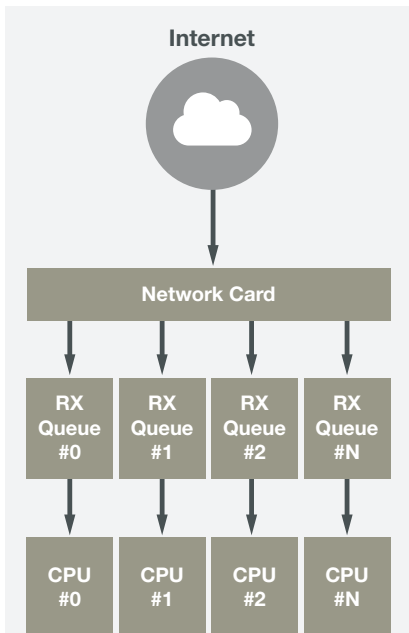 Internet
Network Card
RX
Queue
#0
RX
Queue
#1
RX
Queue
#2
RX
Queue
#N
CPU
#0
CPU
#1
CPU
#2
CPU
#N